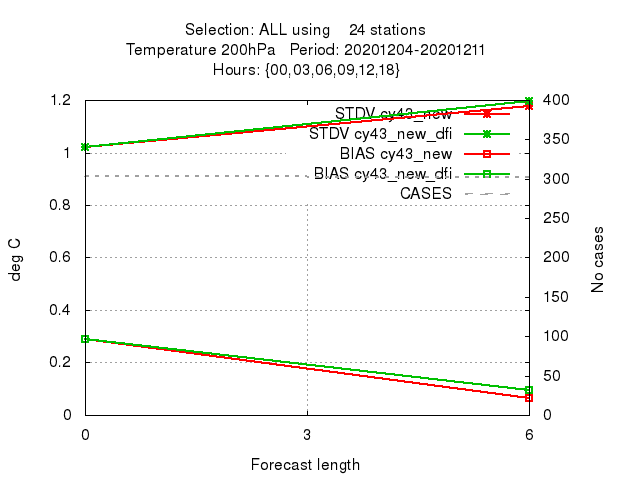 Selection: ALL using    24 stations
Temperature 200hPa   Period: 20201204-20201211
Hours: {00,03,06,09,12,18}
1.2
1
0.8
0.6
0.4
0.2
0
deg C
STDV cy43_new
STDV cy43_new_dfi
BIAS cy43_new
BIAS cy43_new_dfi
CASES
400
350
300
250
200
150
100
50
0
No cases
0 3 6
Forecast length